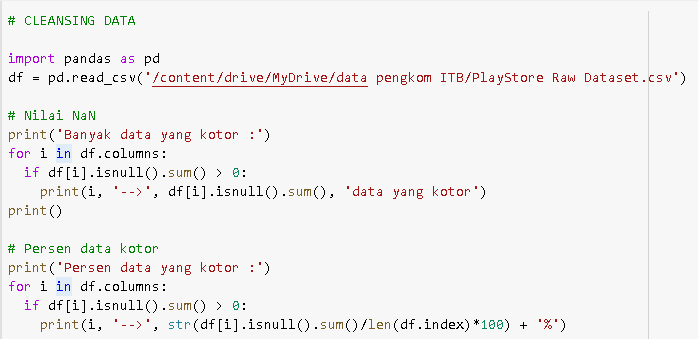 # CLEANSING DATA
import pandas as pd
df = pd.read_csv('/content/drive/MyDrive/data pengkom ITB/PlayStore Raw Dataset.csv')
# Nilai NaN
print('Banyak data yang kotor :')
for i in df.columns:
  if df[i].isnull().sum() > 0:
    print(i, '-->', df[i].isnull().sum(), 'data yang kotor')
print()
# Persen data kotor
print('Persen data yang kotor :')
for i in df.columns:
  if df[i].isnull().sum() > 0:
    print(i, '-->', str(df[i].isnull().sum()/len(df.index)*100) + '%')